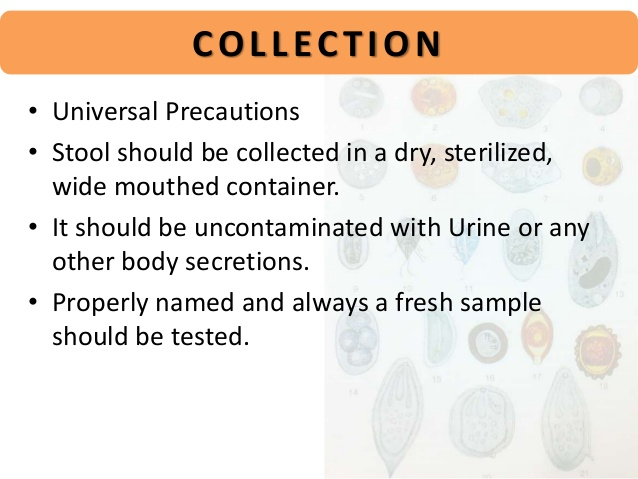 COLLECTION
• Universal Precautions
• Stool should be collected in a dry, sterilized,
wide mouthed container.
• It should be uncontaminated with Urine or any
other body secretions.
• Properly named and always a fresh sample
should be tested.